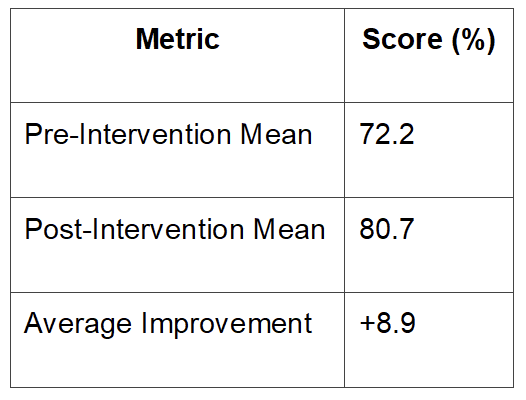 Metric Score (%)
Pre-Intervention Mean 72.2
Post-Intervention Mean 80.7
Average Improvement +8.9